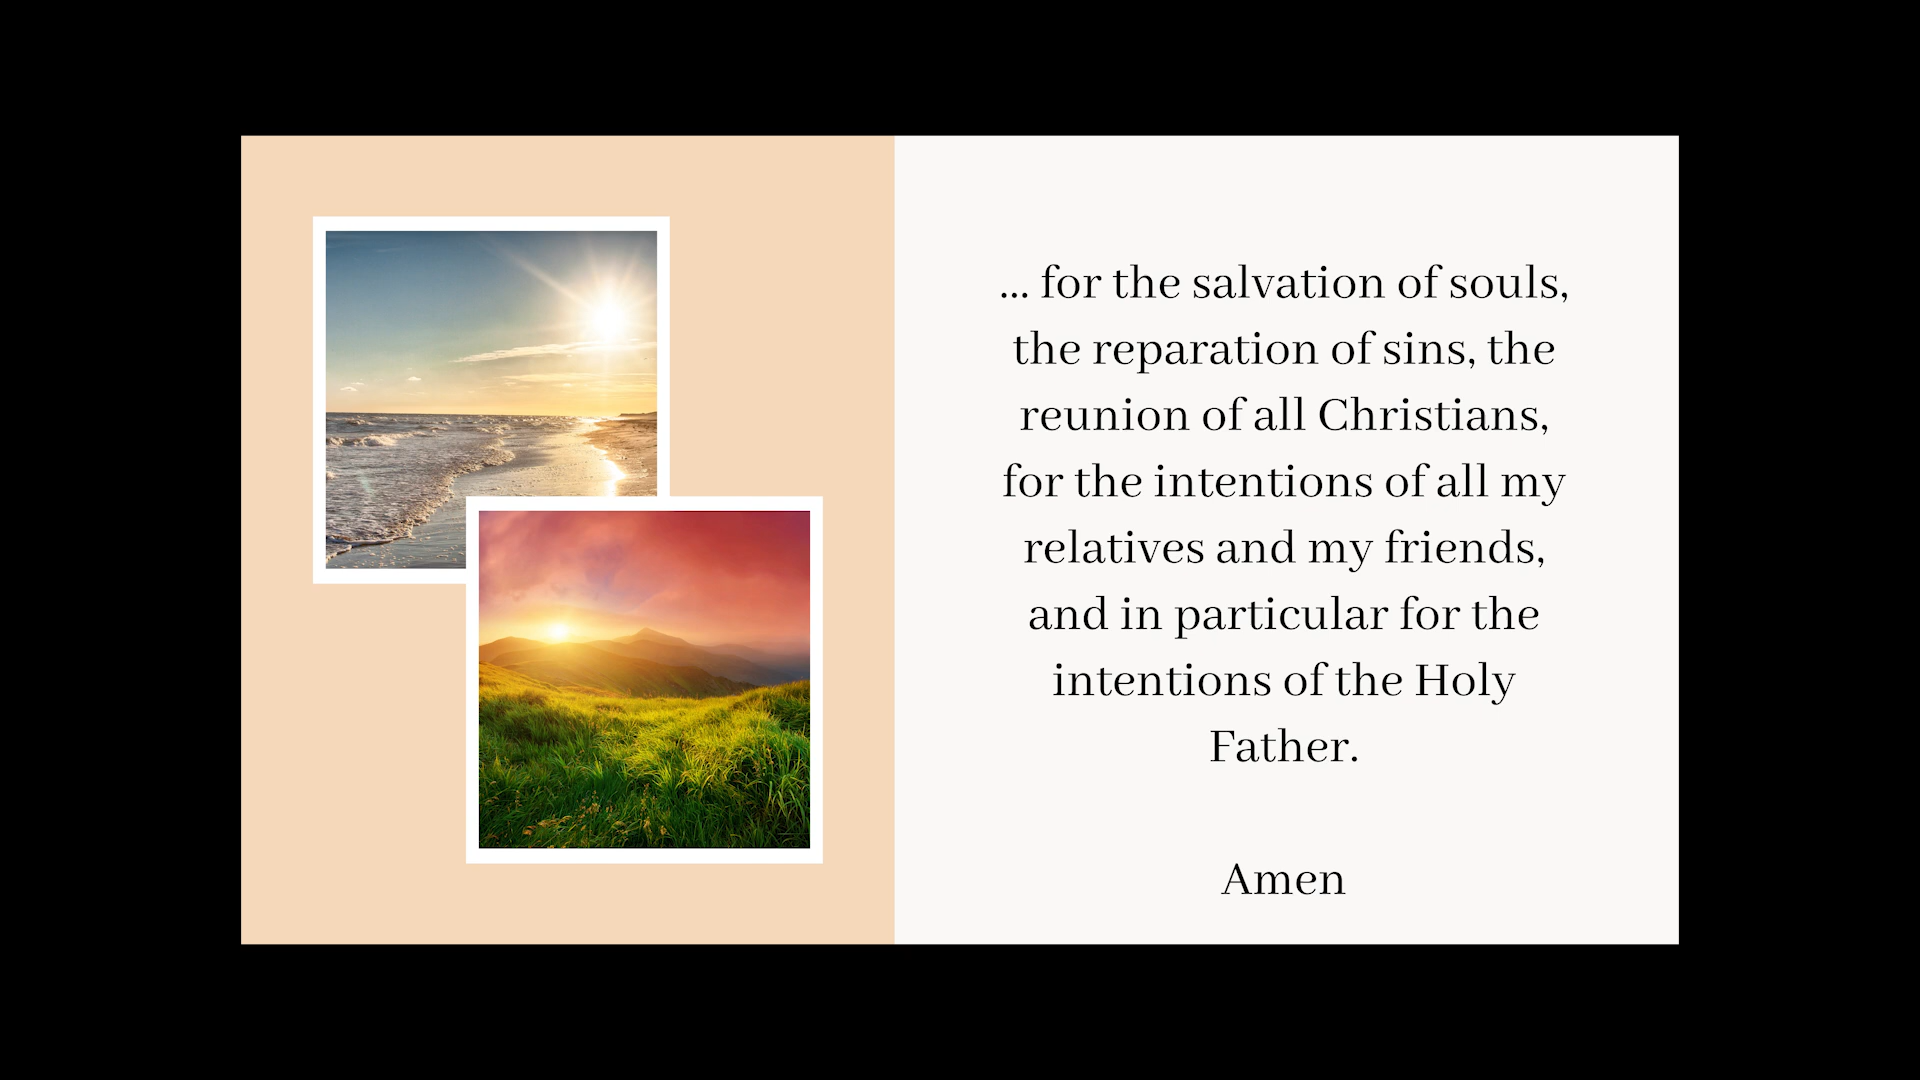 ... for the salvation of souls,
the reparation of sins, the
reunion of all Christians,
for the intentions of all my
relatives and my friends,
and in particular for the
intentions of the Holy
Father.
Amen